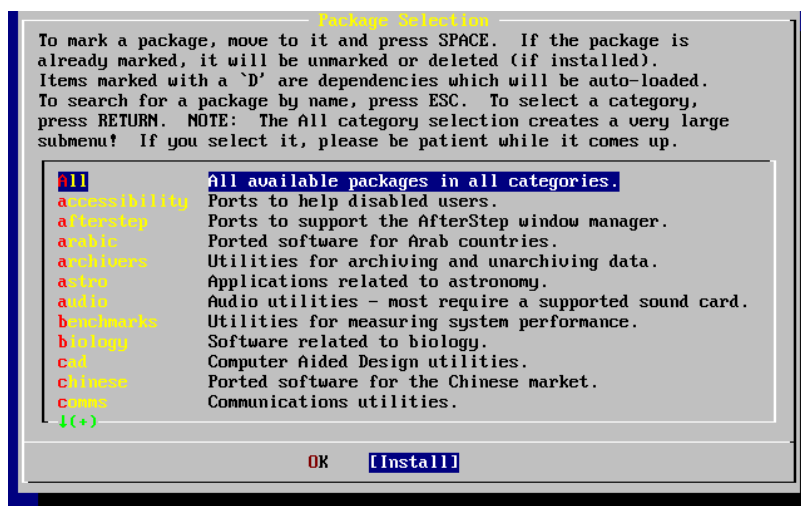 Package Selection
To mark a package, move to it and press SPACE.  If the package is
already marked, it will be unmarked or deleted (if installed).
Items marked with a `D' are dependencies which will be auto-loaded.
To search for a package by name, press ESC.  To select a category,
press RETURN.  NOTE:  The All category selection creates a very large
submenu!  If you select it, please be patient while it comes up.
All All available packages in all categories.
accessibility Ports to help disabled users.
afterstep Ports to support the AfterStep window manager.
arabic Ported software for Arab countries.
archivers Utilities for archiving and unarchiving data.
astro Applications related to astronomy.
audio Audio utilities - most require a supported sound card.
benchmarks Utilities for measuring system performance.
biology Software related to biology.
cad Computer Aided Design utilities.
chinese Ported software for the Chinese market.
comms Communications utilities.
↓(+)
OK [Install]